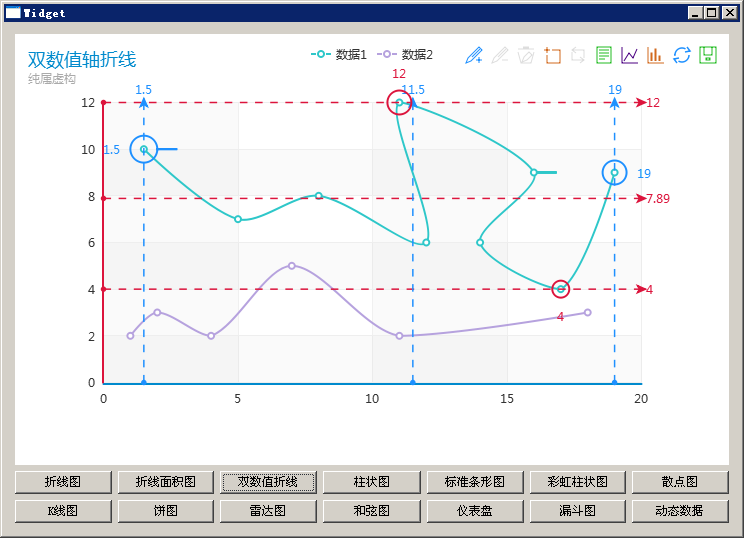 Widget
双数值轴折线
纯属虚构
数据1 数据2
12
1.5 11.5 19
12 12
10 1.5
19
8 7.89
6
4 4
4
2
0
0 5 10 15 20
折线图 折线面积图 双数值折线 柱状图 标准条形图 彩虹柱状图 散点图
K线图 饼图 雷达图 和弦图 仪表盘 漏斗图 动态数据